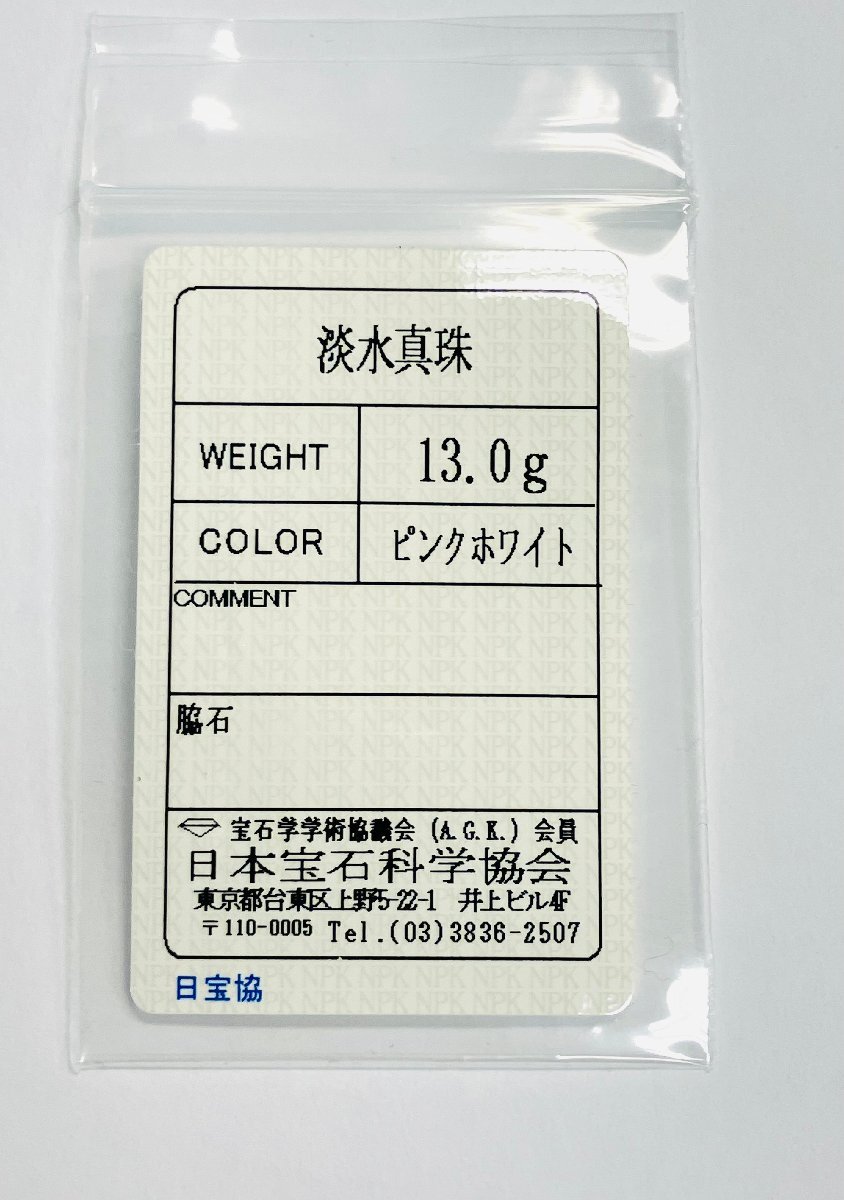 淡水真珠
WEIGHT 13.0g
COLOR ピンクホワイト
COMMENT
脇石
宝石学学術協議会 (A.G.K.) 会員
日本宝石科学協会
東京都台東区上野5-22-1 井上ビル4F
〒110-0005 Tel.(03)3836-2507
日宝協